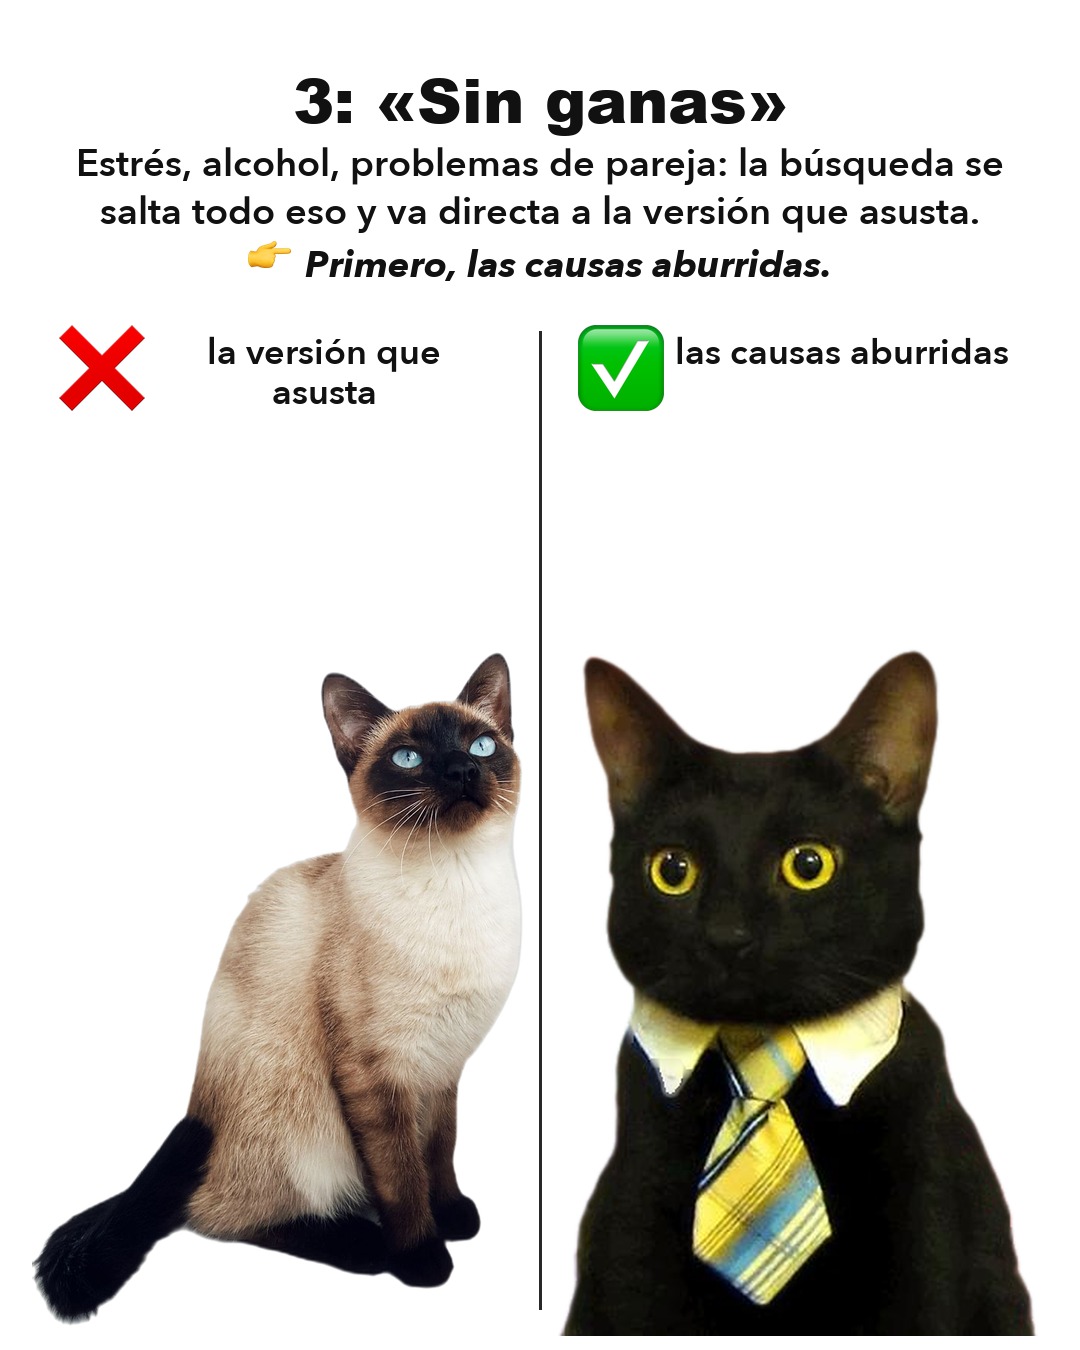 3: «Sin ganas»
Estrés, alcohol, problemas de pareja: la búsqueda se
salta todo eso y va directa a la versión que asusta.
👉 Primero, las causas aburridas.
❌ la versión que
asusta
✅ las causas aburridas